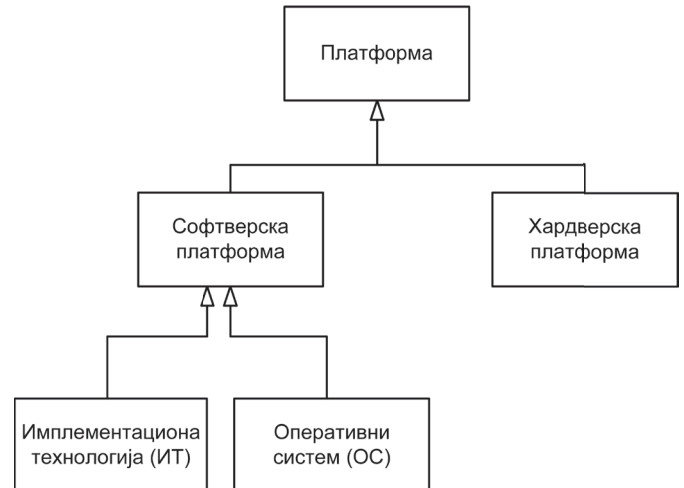 Платформа
Софтверска
платформа
Хардверска
платформа
Имплементациона
технологија (ИТ)
Оперативни
систем (ОС)